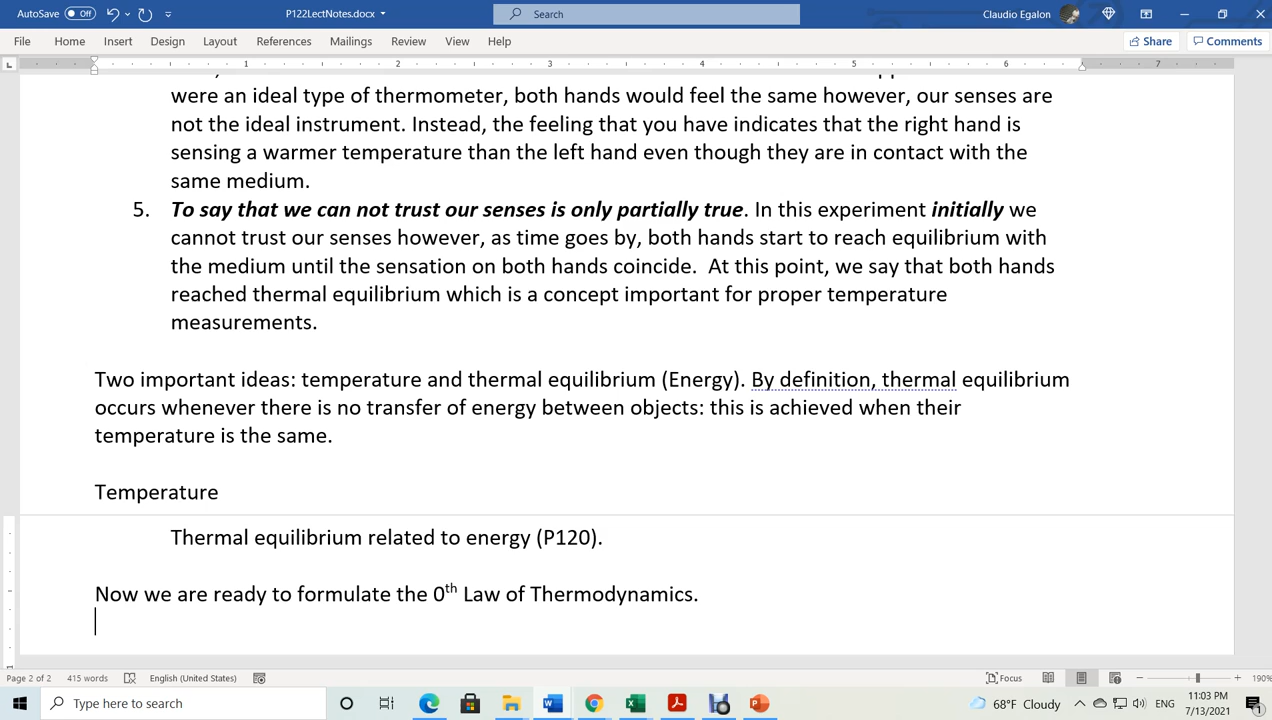 AutoSave Off P122LectNotes.docx Search Claudio Egalon
File Home Insert Design Layout References Mailings Review View Help Share Comments
L 1 2 3 4 5 6 7
were an ideal type of thermometer, both hands would feel the same however, our senses are
not the ideal instrument. Instead, the feeling that you have indicates that the right hand is
sensing a warmer temperature than the left hand even though they are in contact with the
same medium.
5. To say that we can not trust our senses is only partially true. In this experiment initially we
cannot trust our senses however, as time goes by, both hands start to reach equilibrium with
the medium until the sensation on both hands coincide. At this point, we say that both hands
reached thermal equilibrium which is a concept important for proper temperature
measurements.
Two important ideas: temperature and thermal equilibrium (Energy). By definition, thermal equilibrium
occurs whenever there is no transfer of energy between objects: this is achieved when their
temperature is the same.
Temperature
Thermal equilibrium related to energy (P120).
Now we are ready to formulate the 0th Law of Thermodynamics.
Page 2 of 2 415 words English (United States) Focus 190%
Type here to search 68°F Cloudy ENG 11:03 PM
7/13/2021 1